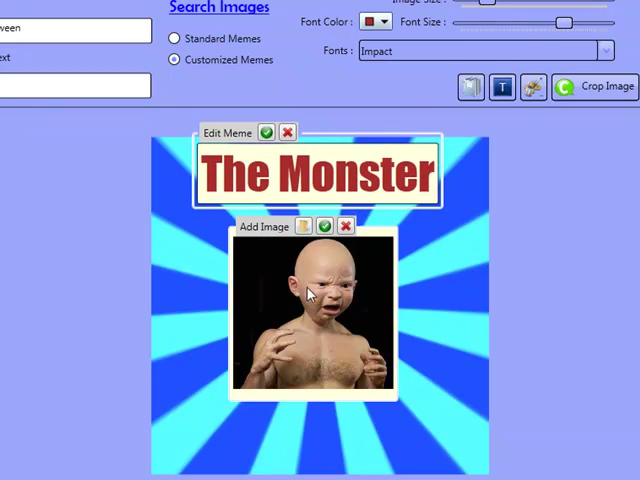 Search Images
ween
Standard Memes
Customized Memes
ext
Font Color :
Font Size :
Fonts :
Impact
T
C Crop Image
Edit Meme
The Monster
Add Image